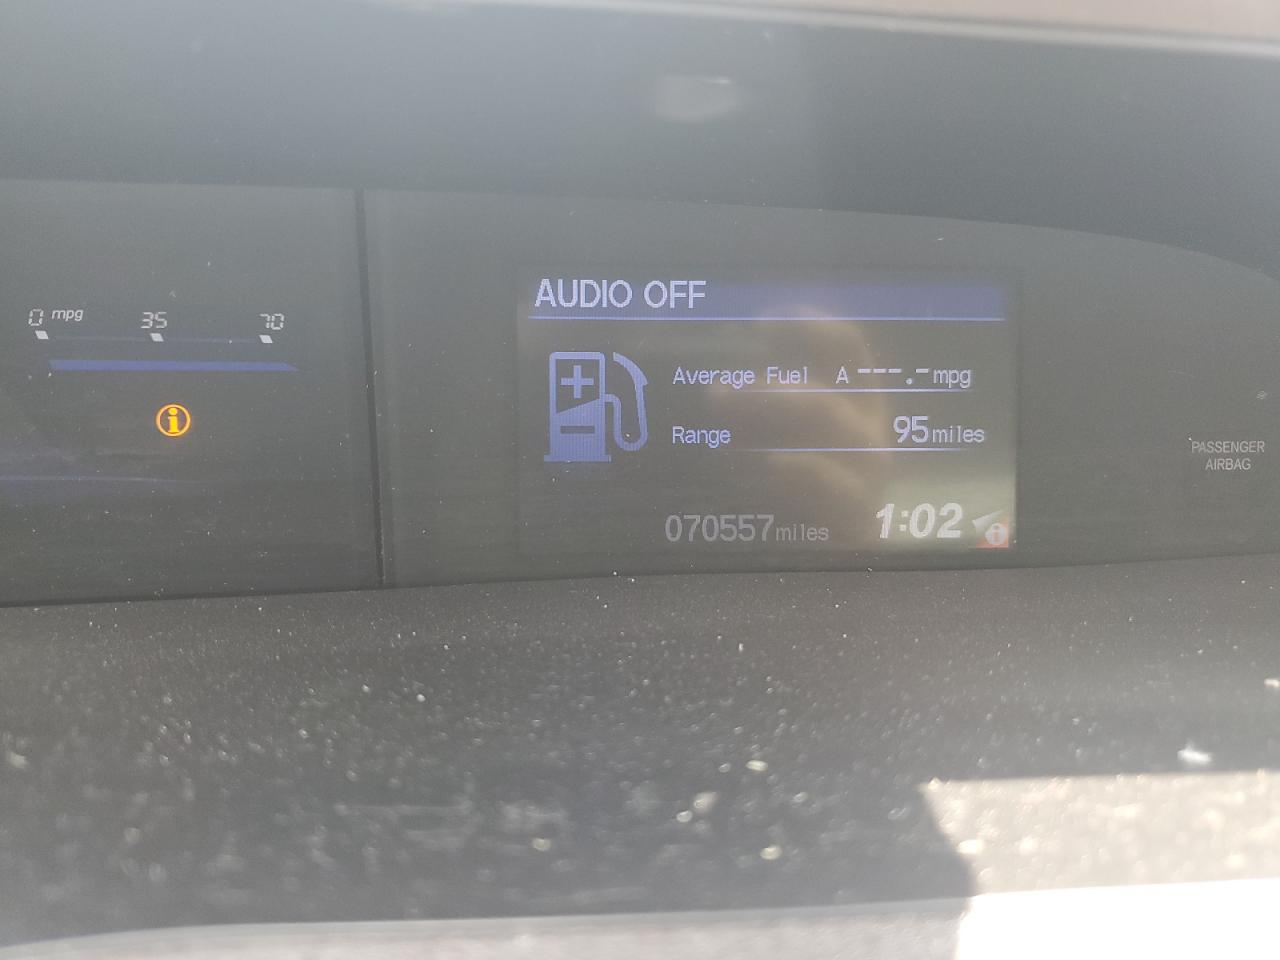 0 mpg 35 70
AUDIO OFF
Average Fuel A ---.- mpg
Range 95 miles
070557 miles 1:02
PASSENGER
AIRBAG